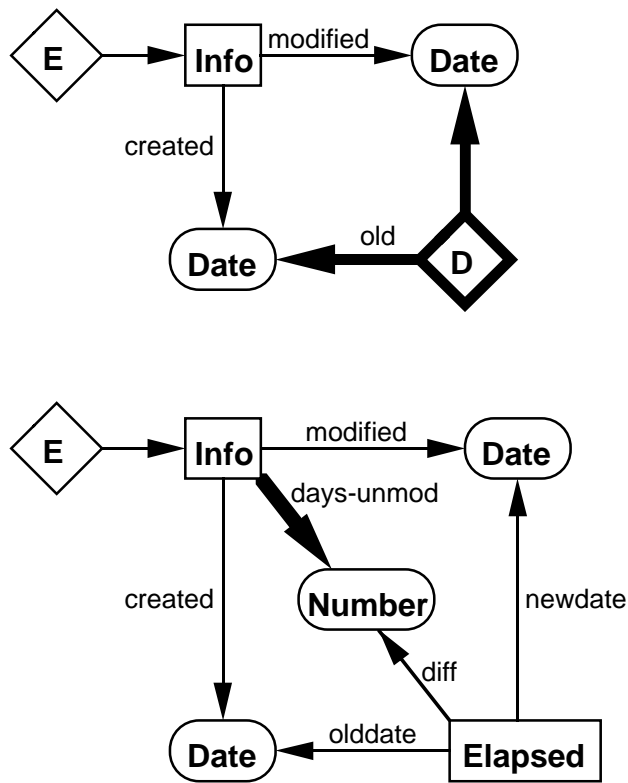 E
Info
modified
Date
created
old
Date
D
E
Info
modified
Date
days-unmod
created
Number
newdate
diff
olddate
Date
Elapsed